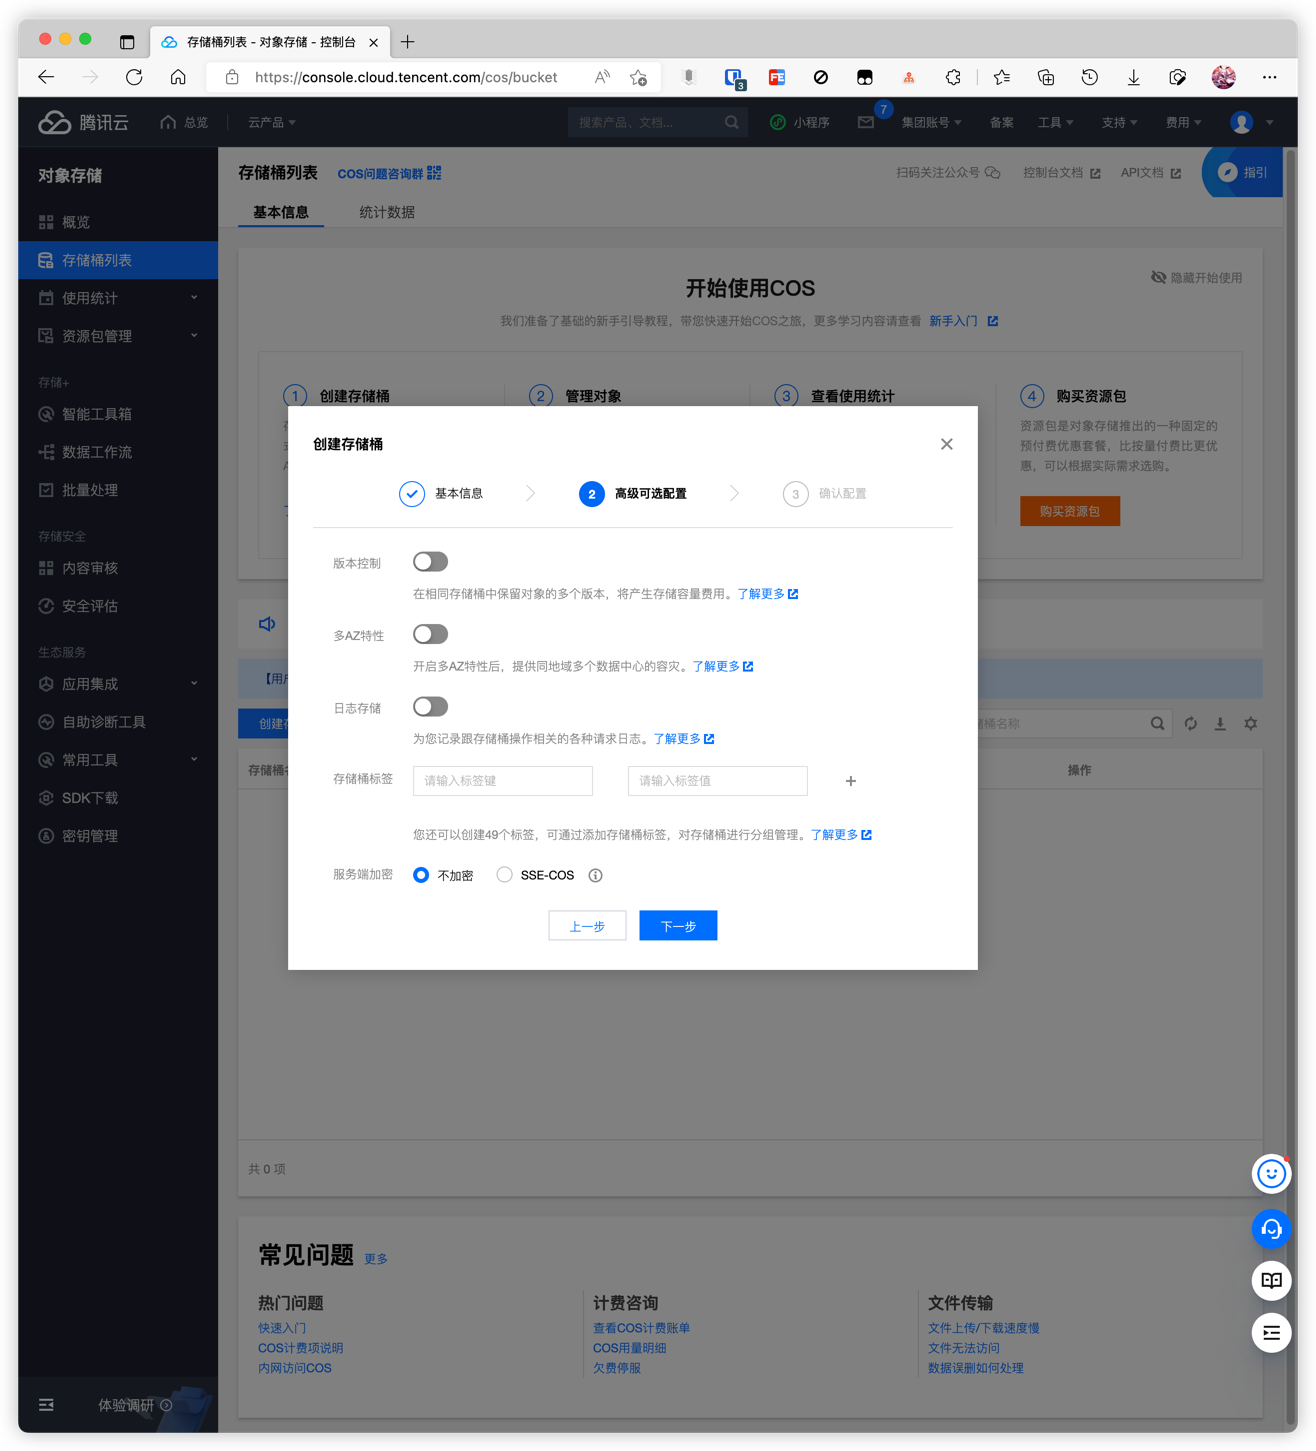 存储桶列表 - 对象存储 - 控制台
https://console.cloud.tencent.com/cos/bucket
3
腾讯云
总览
云产品
搜索产品、文档...
小程序
7
集团账号
备案
工具
支持
费用
对象存储
概览
存储桶列表
使用统计
资源包管理
存储+
智能工具箱
数据工作流
批量处理
存储安全
内容审核
安全评估
生态服务
应用集成
自助诊断工具
常用工具
SDK下载
密钥管理
体验调研
存储桶列表
COS问题咨询群
扫码关注公众号
控制台文档
API文档
指引
基本信息
统计数据
开始使用COS
隐藏开始使用
我们准备了基础的新手引导教程，带您快速开始COS之旅，更多学习内容请查看 新手入门
1 创建存储桶
2 管理对象
3 查看使用统计
4 购买资源包
资源包是对象存储推出的一种固定的
预付费优惠套餐，比按量付费比更优
惠，可以根据实际需求选购。
购买资源包
创建存储桶
基本信息
2 高级可选配置
3 确认配置
版本控制
在相同存储桶中保留对象的多个版本，将产生存储容量费用。了解更多
多AZ特性
开启多AZ特性后，提供同地域多个数据中心的容灾。了解更多
日志存储
为您记录跟存储桶操作相关的各种请求日志。了解更多
存储桶标签
请输入标签键
请输入标签值
+
您还可以创建49个标签，可通过添加存储桶标签，对存储桶进行分组管理。了解更多
服务端加密
不加密
SSE-COS
上一步
下一步
【用
创建
桶名称
存储桶
操作
共 0 项
常见问题 更多
热门问题
快速入门
COS计费项说明
内网访问COS
计费咨询
查看COS计费账单
COS用量明细
欠费停服
文件传输
文件上传/下载速度慢
文件无法访问
数据误删如何处理